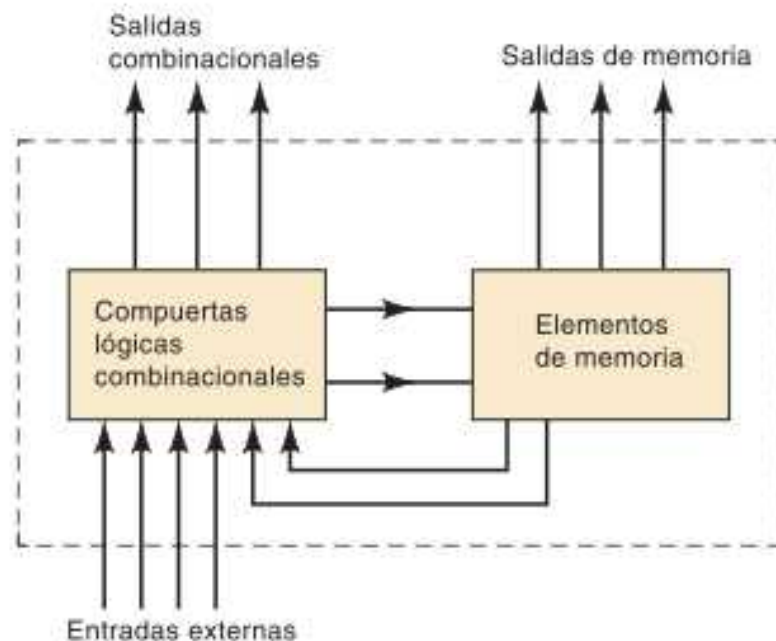 Salidas
combinacionales
Salidas de memoria
Compuertas
lógicas
combinacionales
Elementos
de memoria
Entradas externas